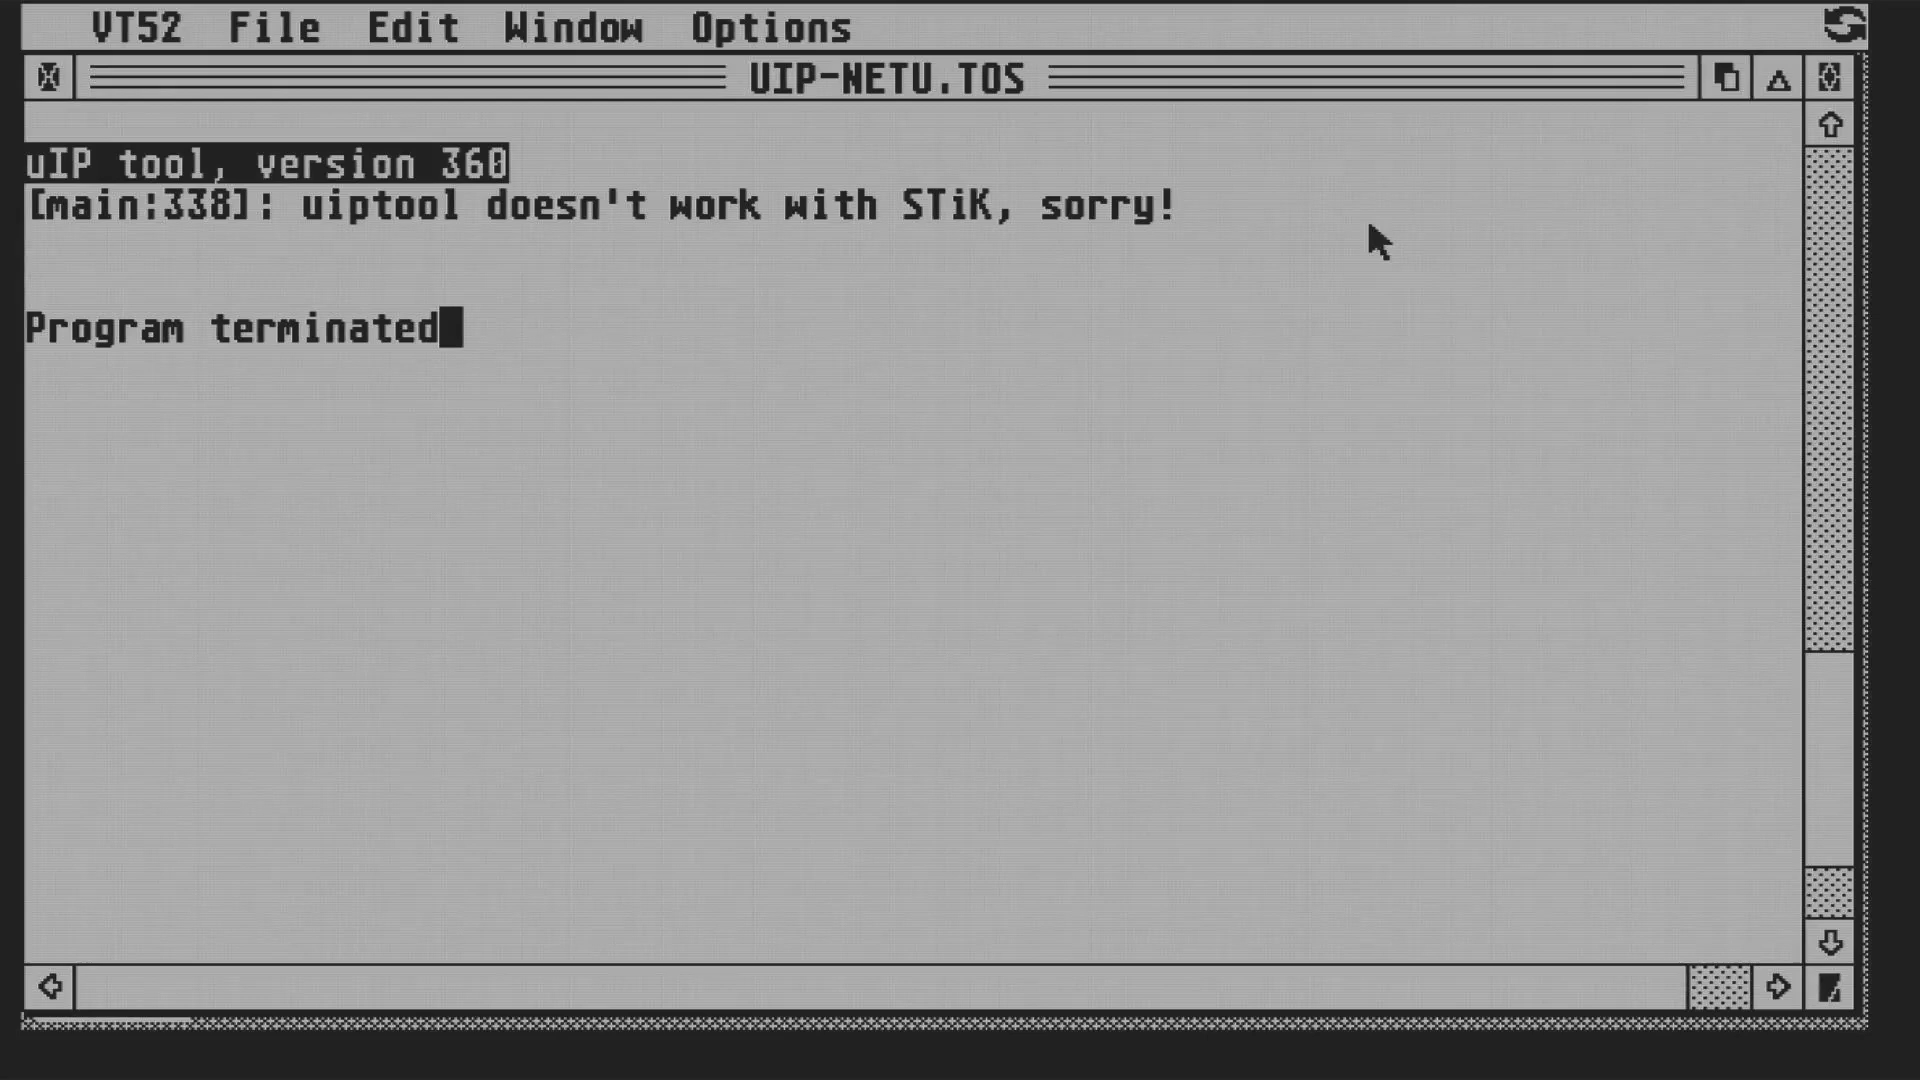 VT52 File Edit Window Options
UIP-NETU.TOS
uIP tool, version 360
[main:338]: uiptool doesn't work with STiK, sorry!
Program terminated